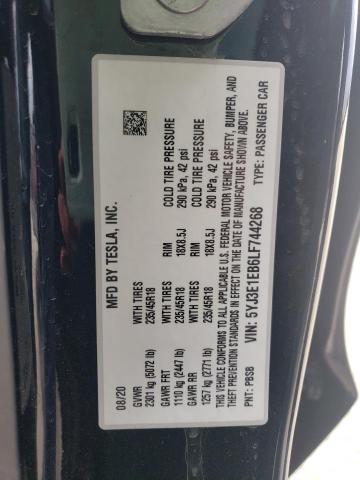 MFD BY TESLA, INC.
08/20
GVWR
2301 kg (5072 lb)
GAWR FRT WITH TIRES RIM COLD TIRE PRESSURE
1110 kg (2447 lb) 235/45R18 18X8.5J 290 kPa, 42 psi
GAWR RR WITH TIRES RIM COLD TIRE PRESSURE
1257 kg (2771 lb) 235/45R18 18X8.5J 290 kPa, 42 psi
THIS VEHICLE CONFORMS TO ALL APPLICABLE U.S. FEDERAL MOTOR VEHICLE SAFETY, BUMPER, AND
THEFT PREVENTION STANDARDS IN EFFECT ON THE DATE OF MANUFACTURE SHOWN ABOVE.
VIN: 5YJ3E1EB6LF744268
PNT: PBSB TYPE: PASSENGER CAR